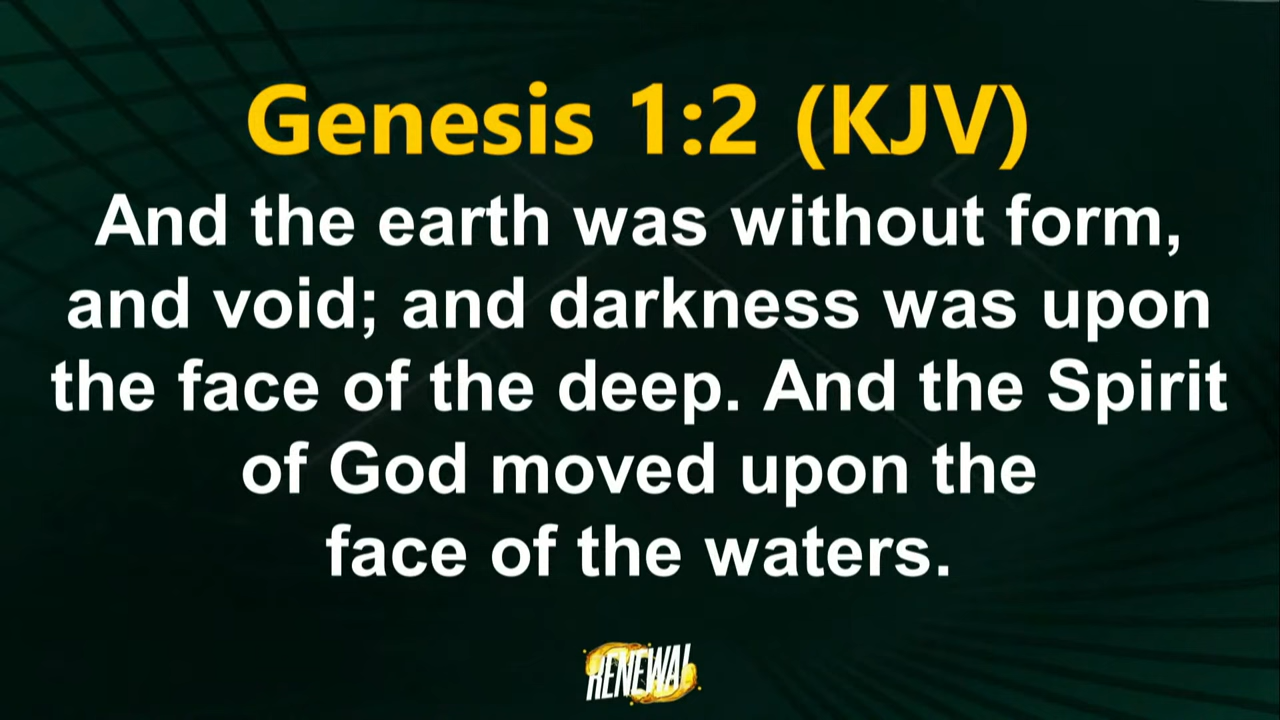 Genesis 1:2 (KJV)
And the earth was without form,
and void; and darkness was upon
the face of the deep. And the Spirit
of God moved upon the
face of the waters.
RENEWAL